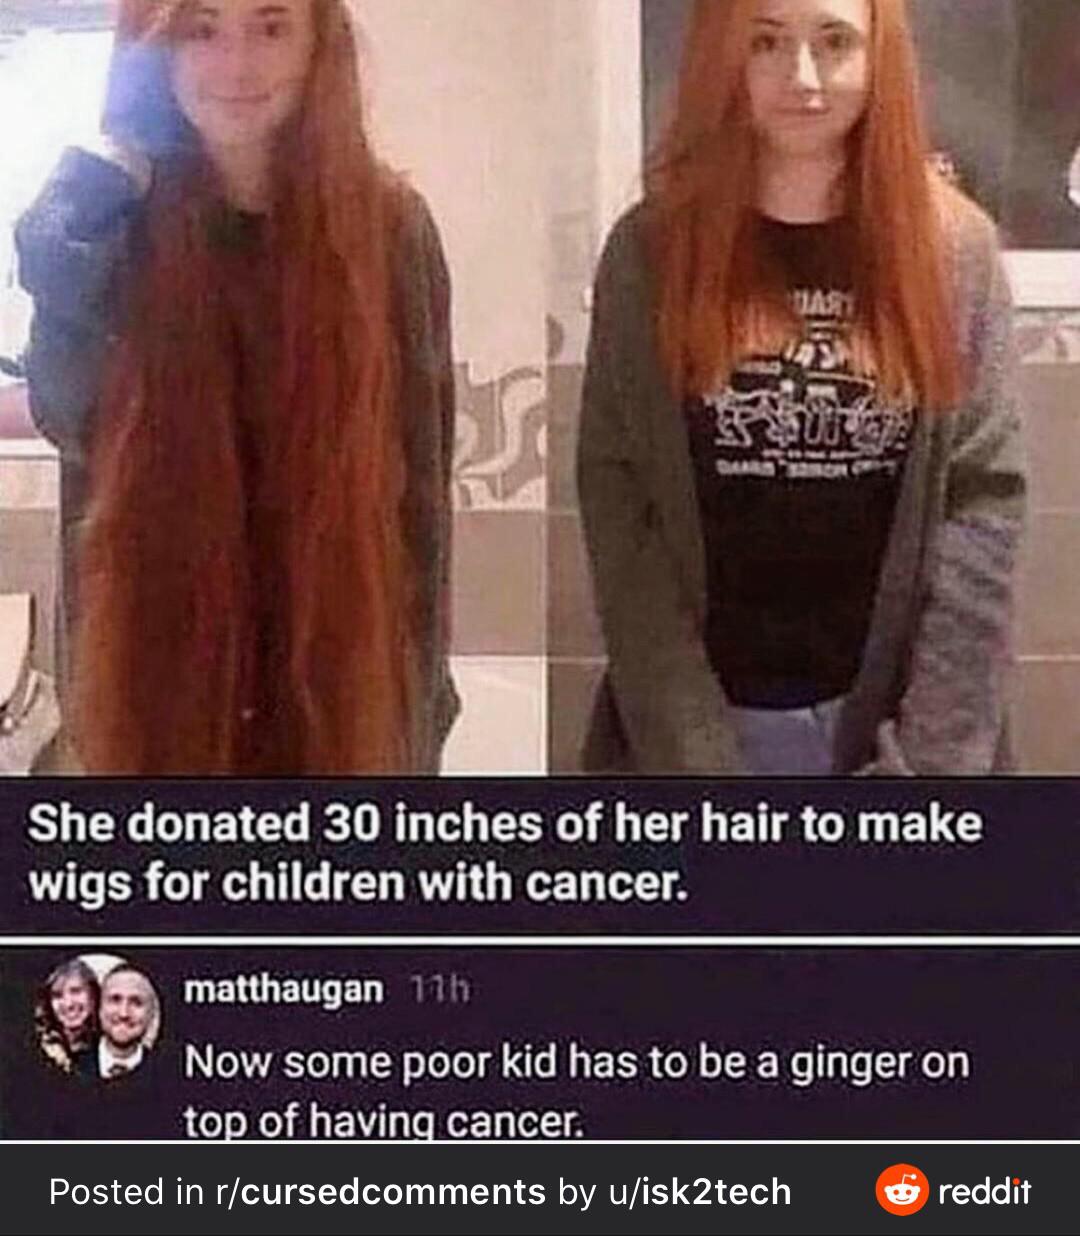 She donated 30 inches of her hair to make
wigs for children with cancer.
matthaugan 11h
Now some poor kid has to be a ginger on
top of having cancer.
Posted in r/cursedcomments by u/isk2tech
reddit